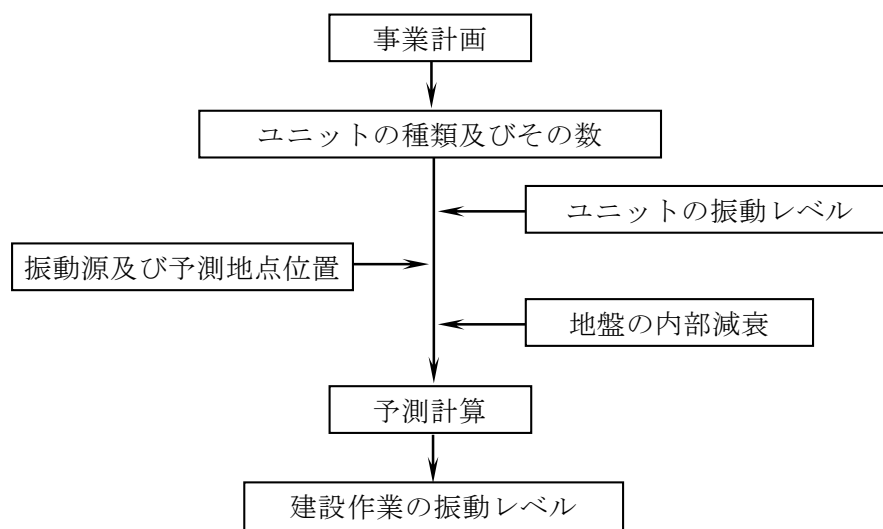 事業計画
ユニットの種類及びその数
ユニットの振動レベル
振動源及び予測地点位置
地盤の内部減衰
予測計算
建設作業の振動レベル